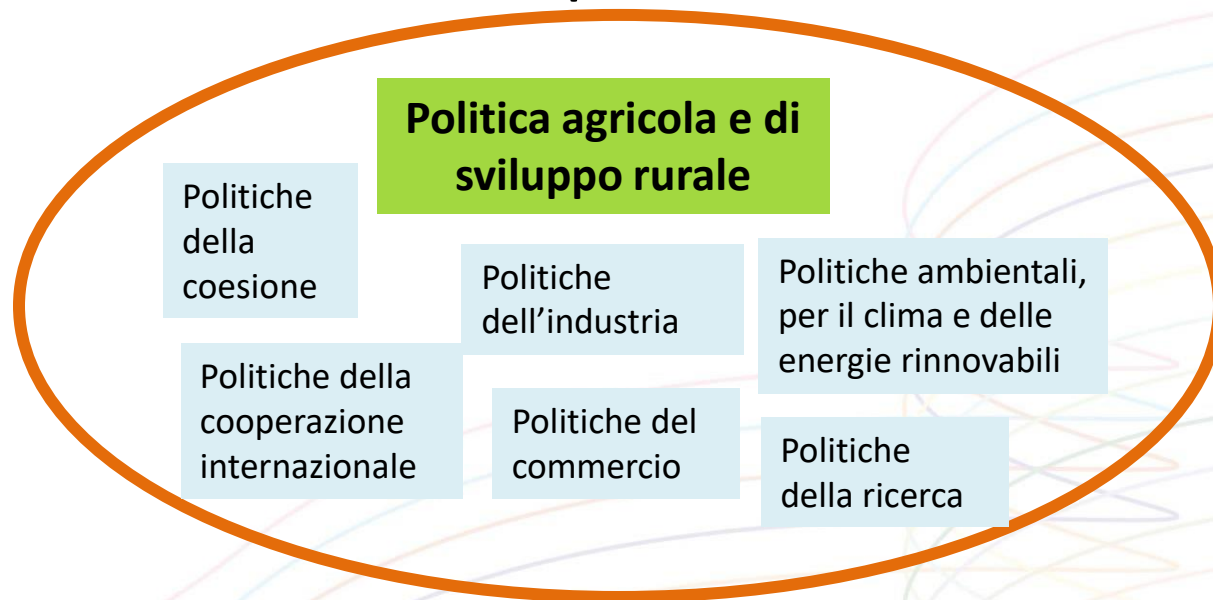 Politica agricola e di
sviluppo rurale
Politiche
della
coesione
Politiche
dell’industria
Politiche ambientali,
per il clima e delle
energie rinnovabili
Politiche della
cooperazione
internazionale
Politiche del
commercio
Politiche
della ricerca